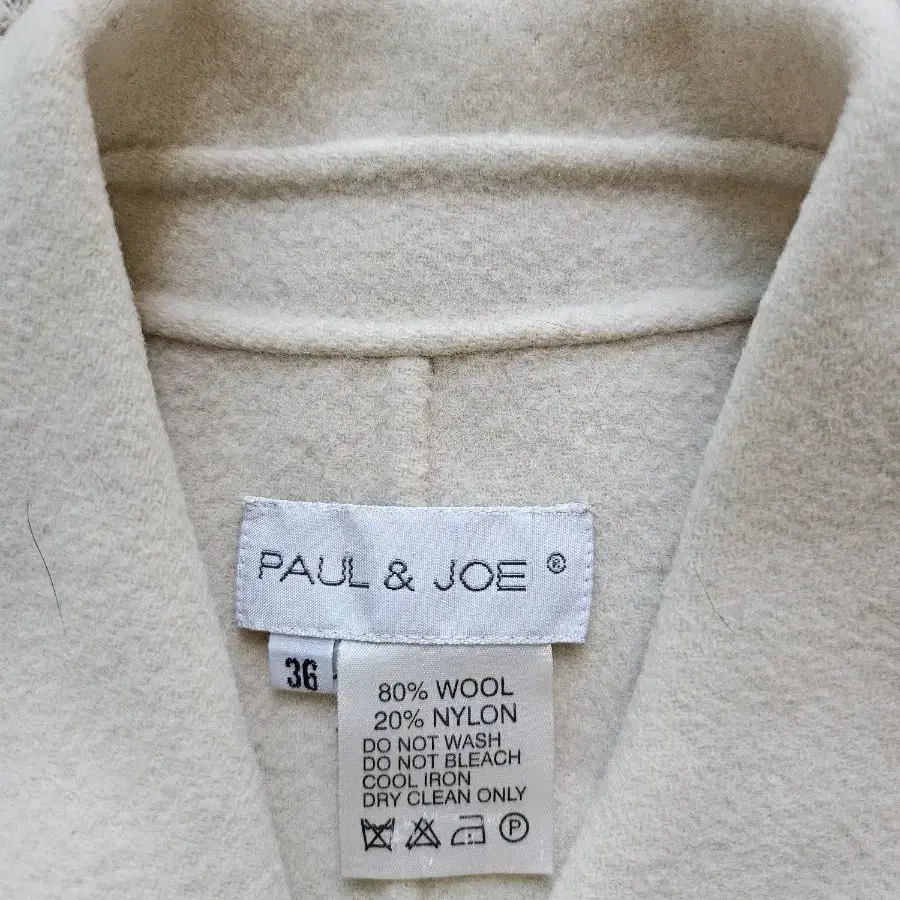 PAUL & JOE ®
36
80% WOOL
20% NYLON
DO NOT WASH
DO NOT BLEACH
COOL IRON
DRY CLEAN ONLY
P